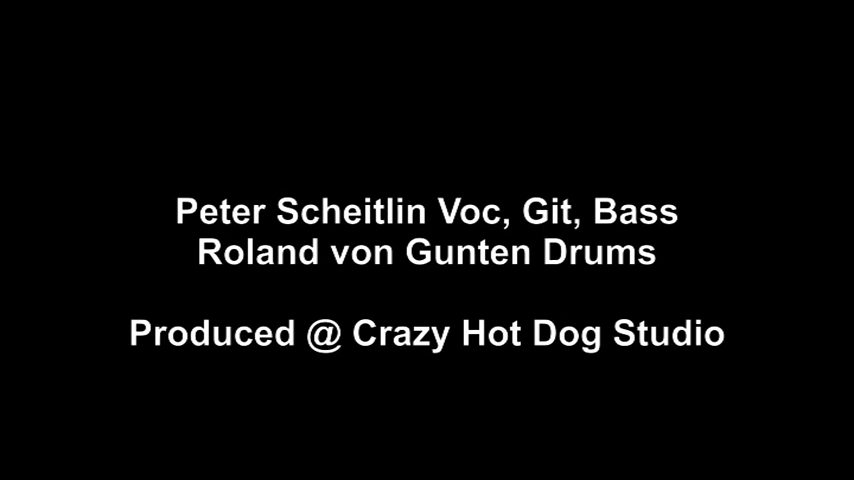 Peter Scheitlin Voc, Git, Bass
Roland von Gunten Drums
Produced @ Crazy Hot Dog Studio